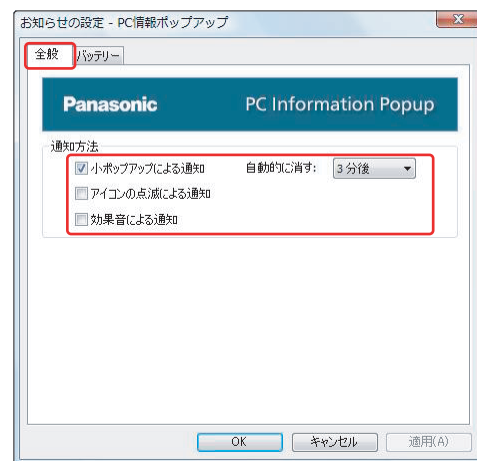 お知らせの設定 - PC情報ポップアップ
全般 バッテリー
Panasonic PC Information Popup
通知方法
小ポップアップによる通知 自動的に消す: 3分後
アイコンの点滅による通知
効果音による通知
OK キャンセル 適用(A)